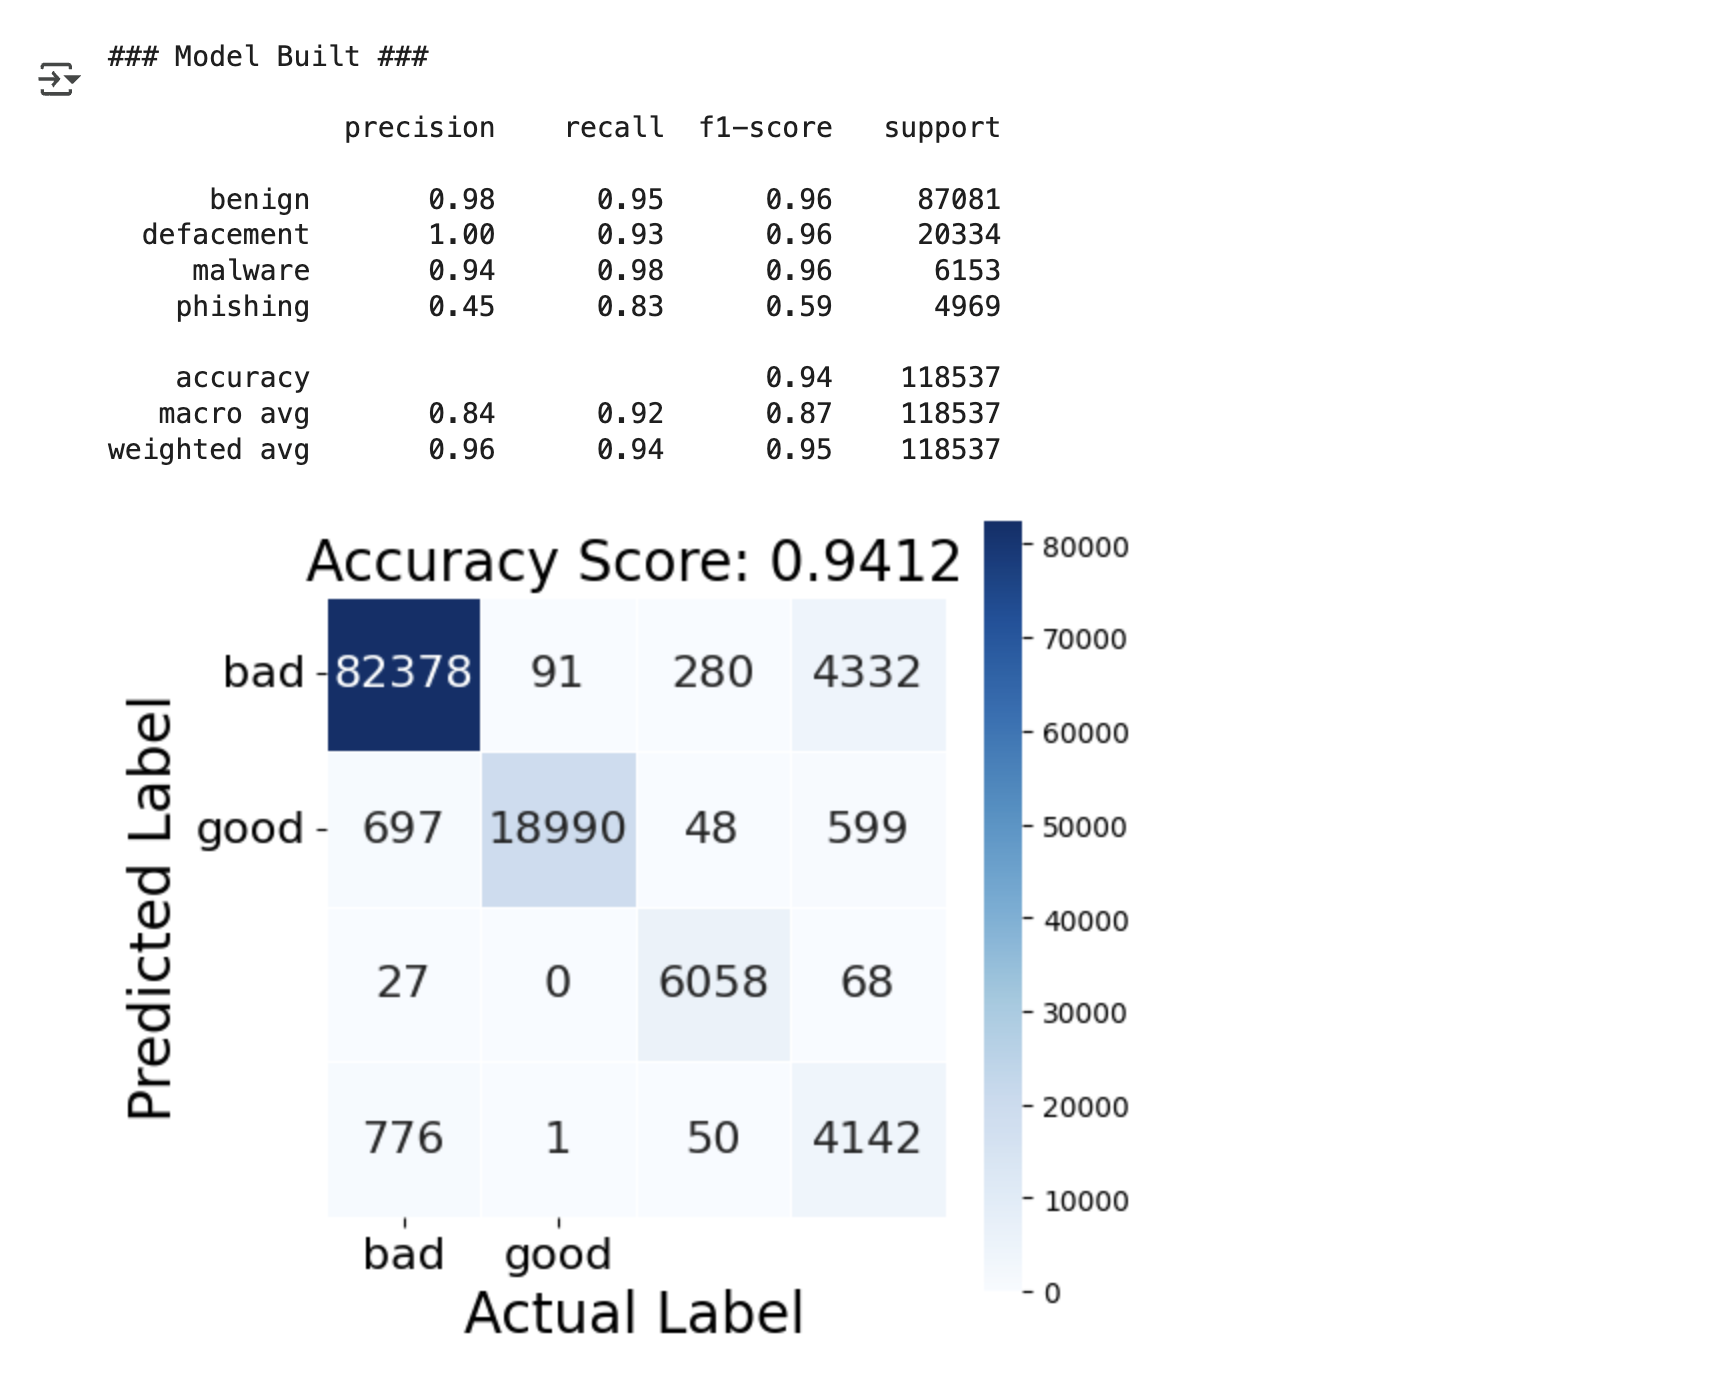 ### Model Built ###
precision recall f1-score support
benign 0.98 0.95 0.96 87081
defacement 1.00 0.93 0.96 20334
malware 0.94 0.98 0.96 6153
phishing 0.45 0.83 0.59 4969
accuracy 0.94 118537
macro avg 0.84 0.92 0.87 118537
weighted avg 0.96 0.94 0.95 118537
Accuracy Score: 0.9412
Predicted Label
bad 82378 91 280 4332
good 697 18990 48 599
27 0 6058 68
776 1 50 4142
bad good
Actual Label
80000
70000
60000
50000
40000
30000
20000
10000
0